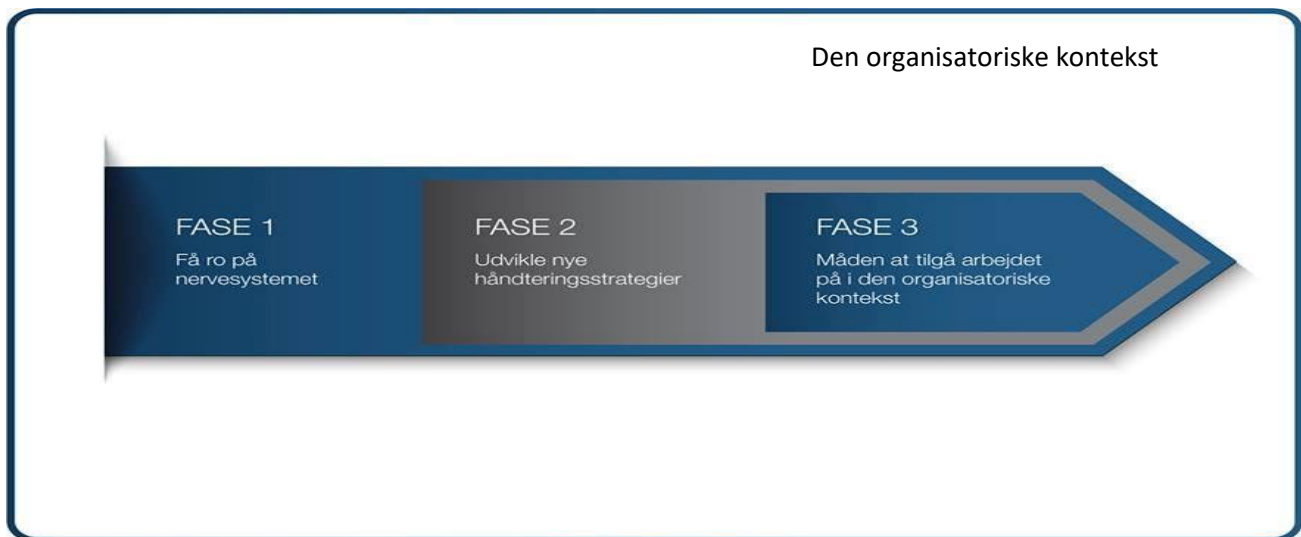 Den organisatoriske kontekst
FASE 1
Få ro på
nervesystemet
FASE 2
Udvikle nye
håndteringsstrategier
FASE 3
Måden at tilgå arbejdet
på i den organisatoriske
kontekst